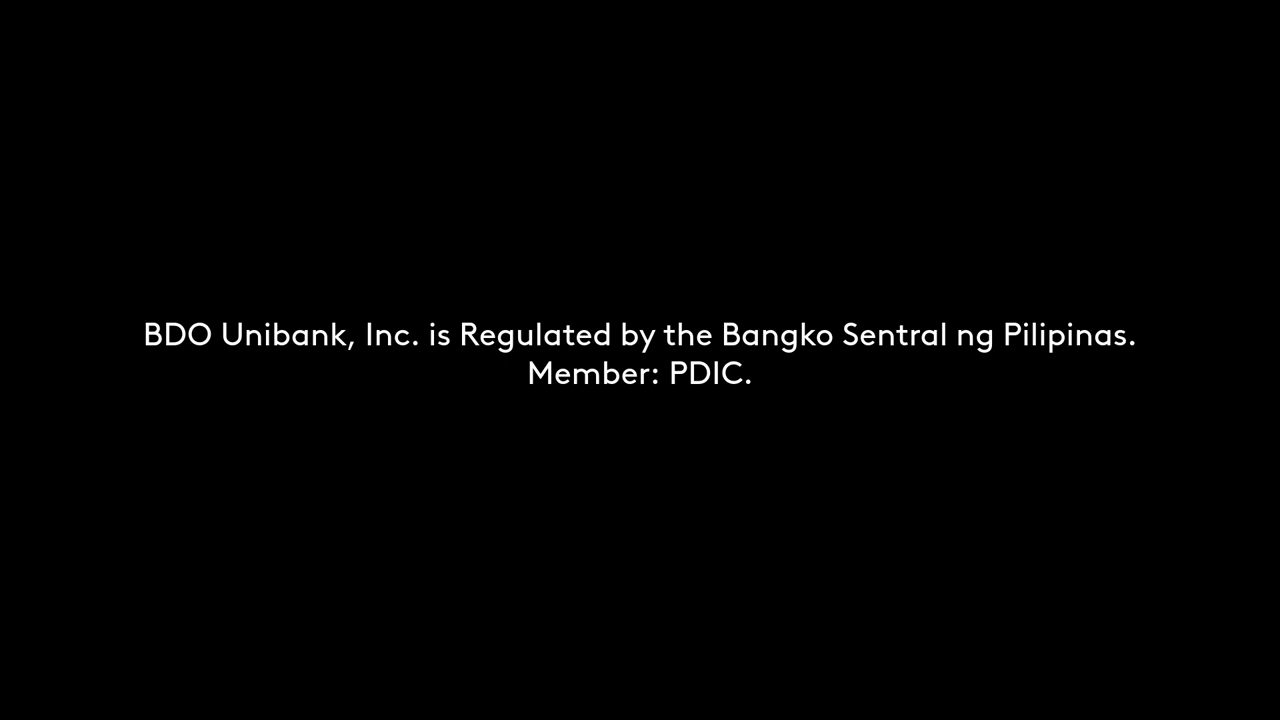 BDO Unibank, Inc. is Regulated by the Bangko Sentral ng Pilipinas.
Member: PDIC.